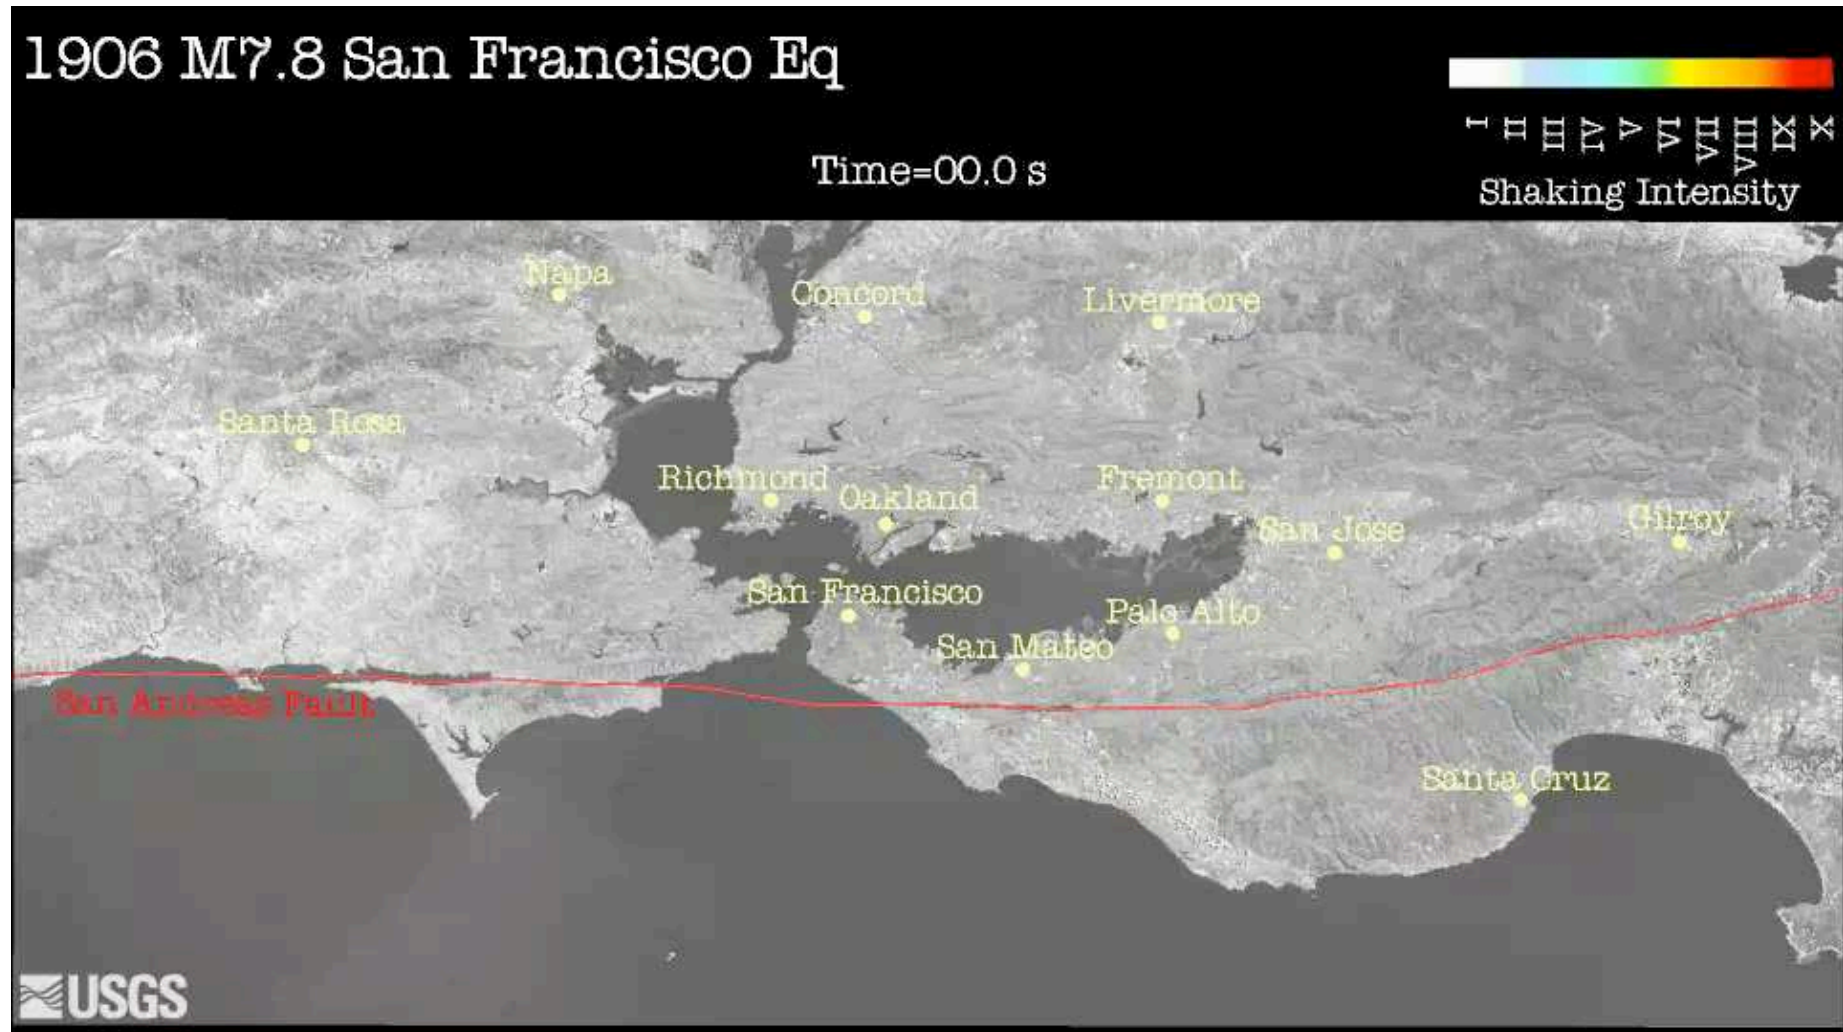 1906 M7.8 San Francisco Eq
Time=00.0 s
I II III IV V VI VII VIII IX X
Shaking Intensity
Napa
Concord
Livermore
Santa Rosa
Richmond
Oakland
Fremont
San Jose
Gilroy
San Francisco
Palo Alto
San Mateo
San Andreas Fault
Santa Cruz
USGS